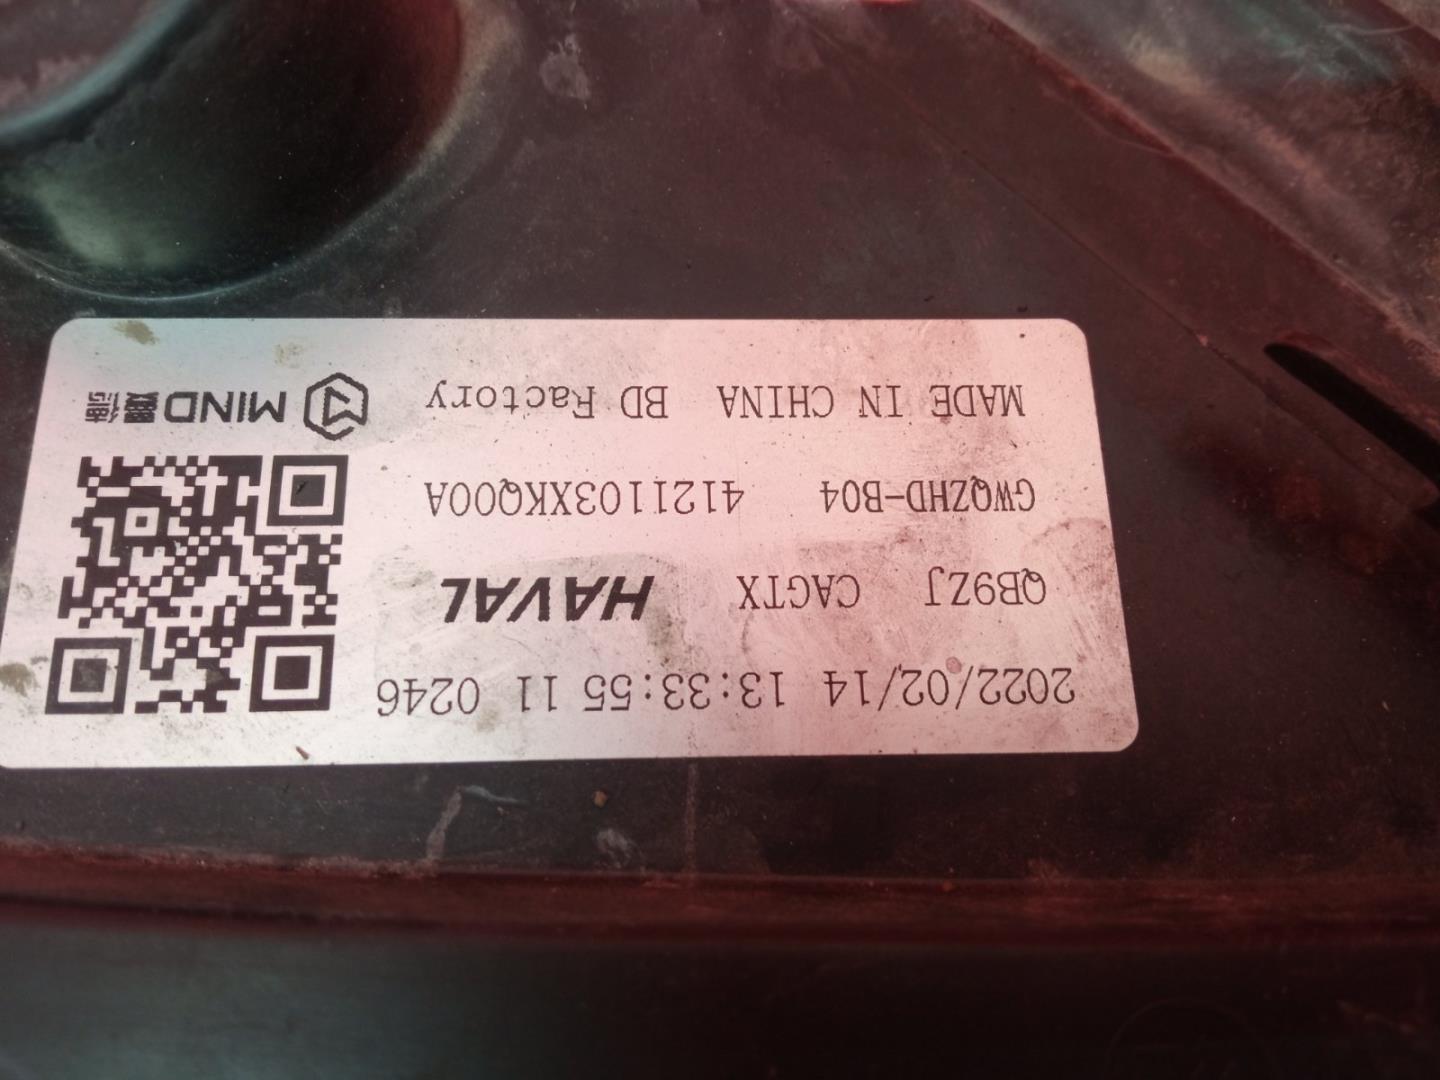 2022/02/14 13:33:55 11 0246
QB9ZJ CAGTX HAVAL
GWQZHD-B04 4121103XKQ00A
MADE IN CHINA BD Factory
MIND